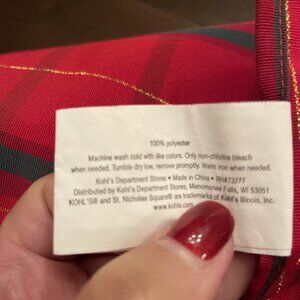 100% polyester
Machine wash cold with like colors. Only non-chlorine bleach
when needed. Tumble dry low, remove promptly. Warm iron when needed.
Kohl's Department Stores • Made in China • RN#73277
Distributed by Kohl's Department Stores, Menomonee Falls, WI 53051
KOHL'S® and St. Nicholas Square® are trademarks of Kohl's Illinois, Inc.
www.kohls.com